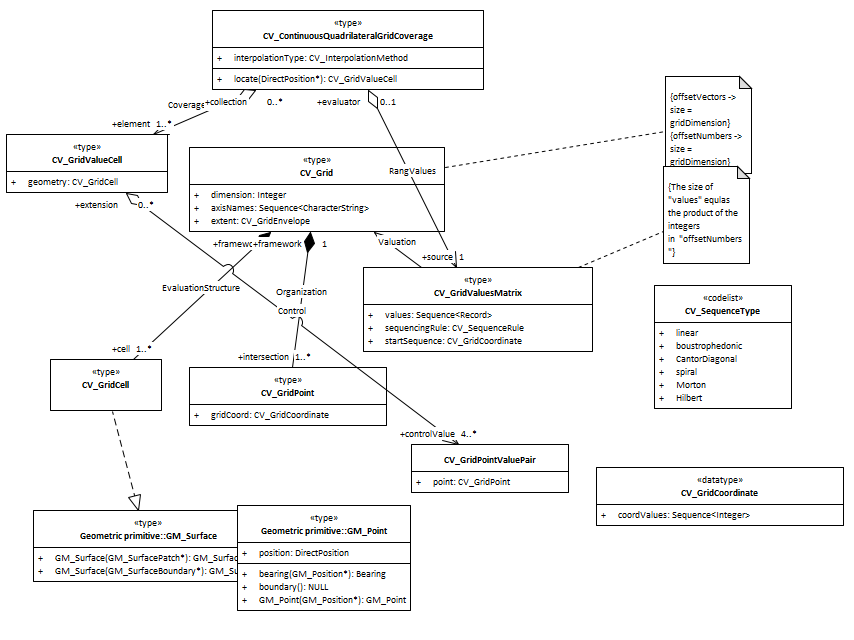 «type»
CV_ContinuousQuadrilateralGridCoverage
+ interpolationType: CV_InterpolationMethod
+ locate(DirectPosition*): CV_GridValueCell
Coverage
+collection
0..*
+evaluator
0..1
+element 1..*
«type»
CV_GridValueCell
+ geometry: CV_GridCell
+extension
0..*
«type»
CV_Grid
+ dimension: Integer
+ axisNames: Sequence<CharacterString>
+ extent: CV_GridEnvelope
RangValues
{offsetVectors ->
size =
gridDimension}
{offsetNumbers ->
size =
gridDimension}
{The size of
"values" equlas
the product of the
integers
in "offsetNumbers
"}
+framework
+framework 1
Valuation
+source 1
EvaluationStructure
Organization
Control
«type»
CV_GridValuesMatrix
+ values: Sequence<Record>
+ sequencingRule: CV_SequenceRule
+ startSequence: CV_GridCoordinate
«codelist»
CV_SequenceType
+ linear
+ boustrophedonic
+ CantorDiagonal
+ spiral
+ Morton
+ Hilbert
+cell 1..*
+intersection 1..*
«type»
CV_GridCell
«type»
CV_GridPoint
+ gridCoord: CV_GridCoordinate
+controlValue 4..*
CV_GridPointValuePair
+ point: CV_GridPoint
«datatype»
CV_GridCoordinate
+ coordValues: Sequence<Integer>
«type»
Geometric primitive::GM_Surface
+ GM_Surface(GM_SurfacePatch*): GM_Surfac
+ GM_Surface(GM_SurfaceBoundary*): GM_Su
«type»
Geometric primitive::GM_Point
+ position: DirectPosition
+ bearing(GM_Position*): Bearing
+ boundary(): NULL
+ GM_Point(GM_Position*): GM_Point